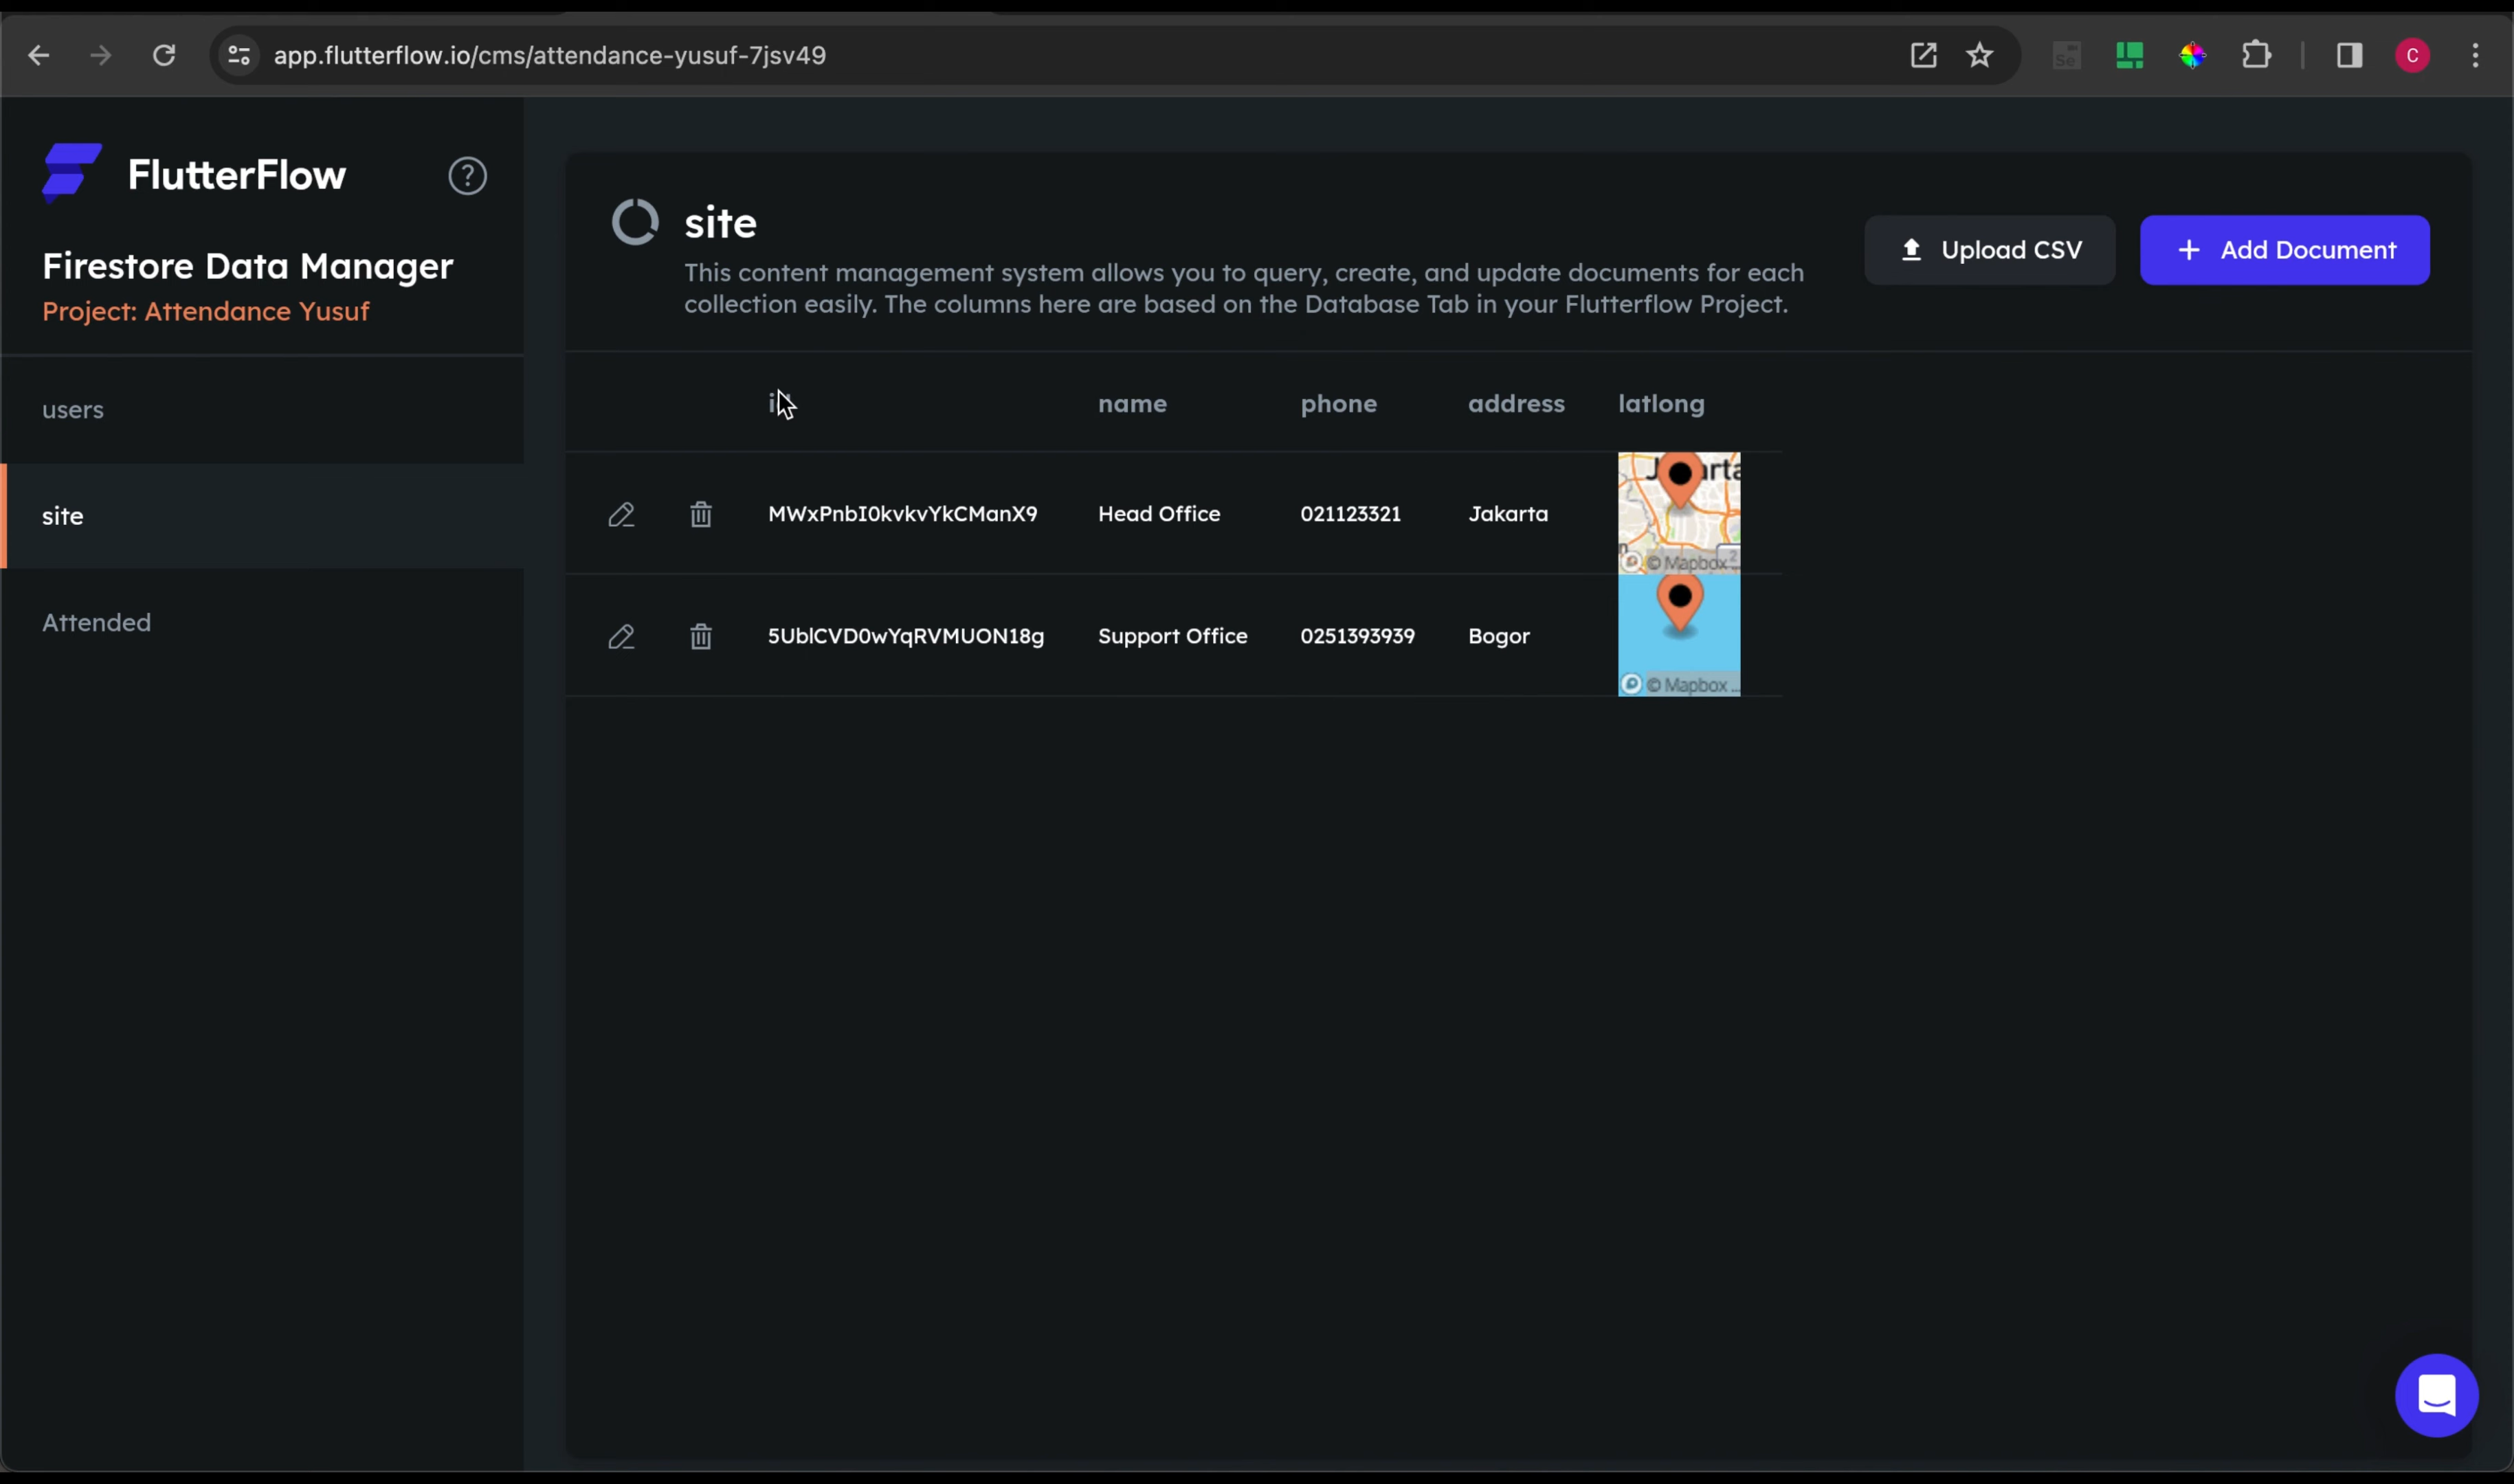 app.flutterflow.io/cms/attendance-yusuf-7jsv49
C
FlutterFlow
?
Firestore Data Manager
Project: Attendance Yusuf
users
site
Attended
site
This content management system allows you to query, create, and update documents for each
collection easily. The columns here are based on the Database Tab in your Flutterflow Project.
Upload CSV
+ Add Document
name phone address latlong
MWxPnbI0kvkvYkCManX9 Head Office 021123321 Jakarta
© Mapbox
5UblCVD0wYqRVMUON18g Support Office 0251393939 Bogor
© Mapbox ...